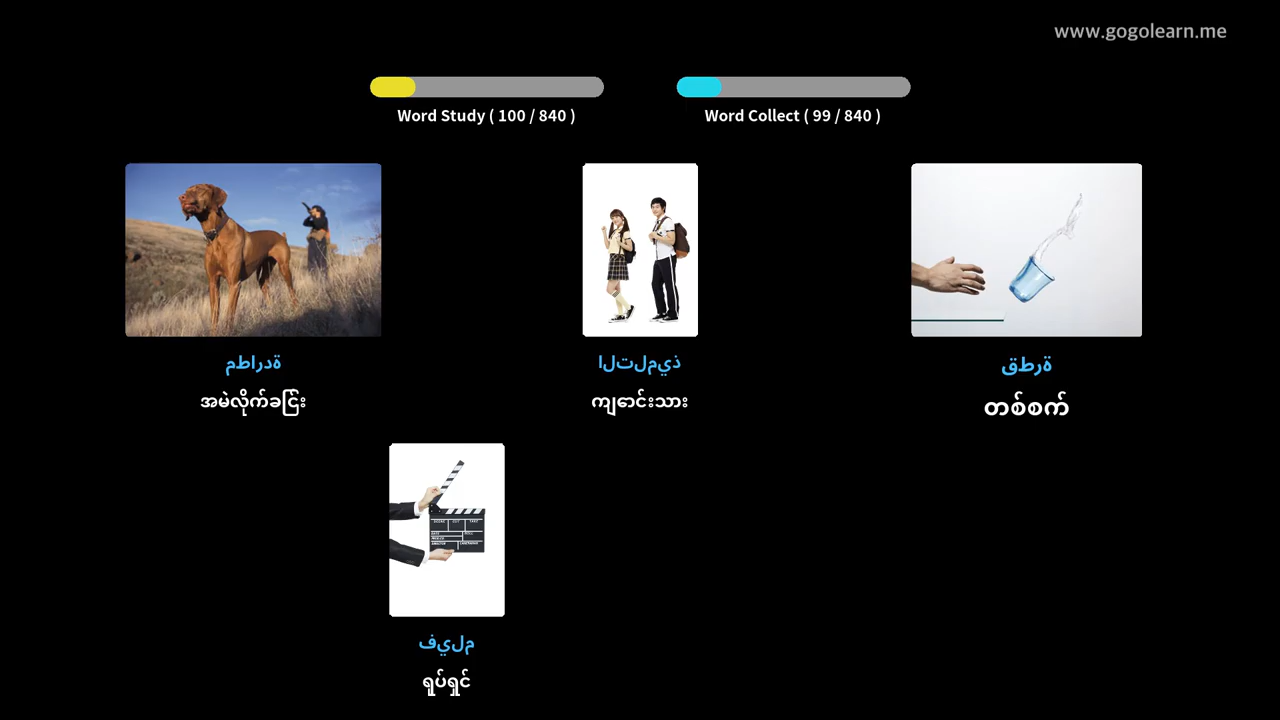 www.gogolearn.me
Word Study ( 100 / 840 )
Word Collect ( 99 / 840 )
مطاردة
အမဲလိုက်ခြင်း
التلميذ
ကျောင်းသား
قطرة
တစ်စက်
فيلم
ရုပ်ရှင်